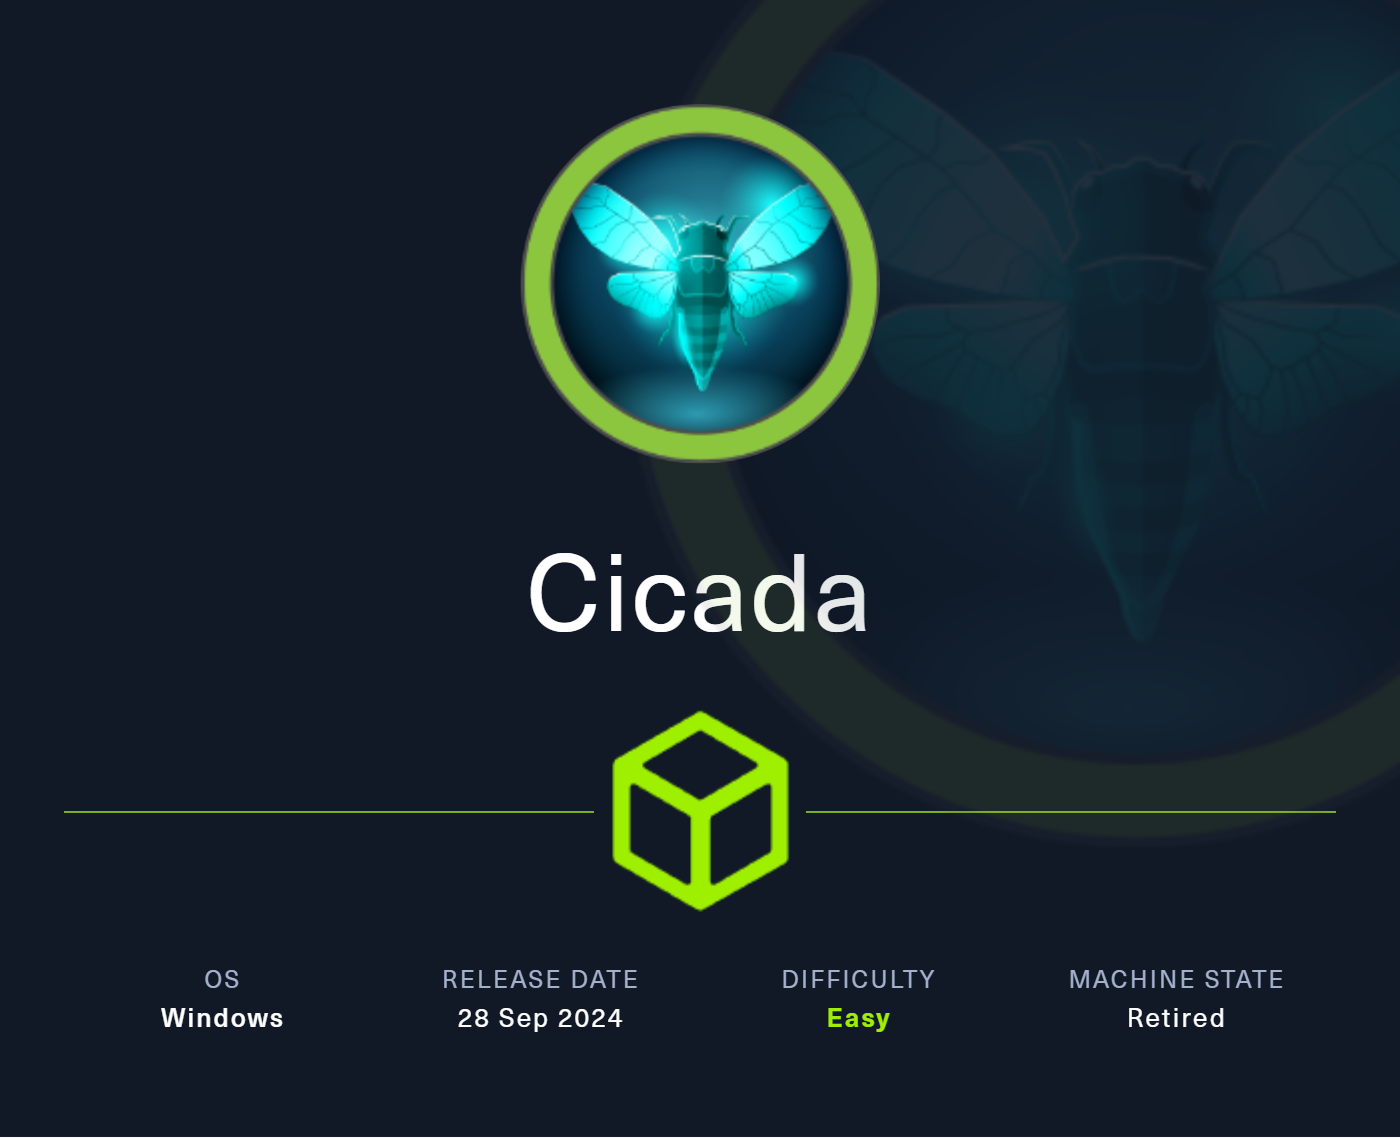 Cicada
OS
Windows
RELEASE DATE
28 Sep 2024
DIFFICULTY
Easy
MACHINE STATE
Retired